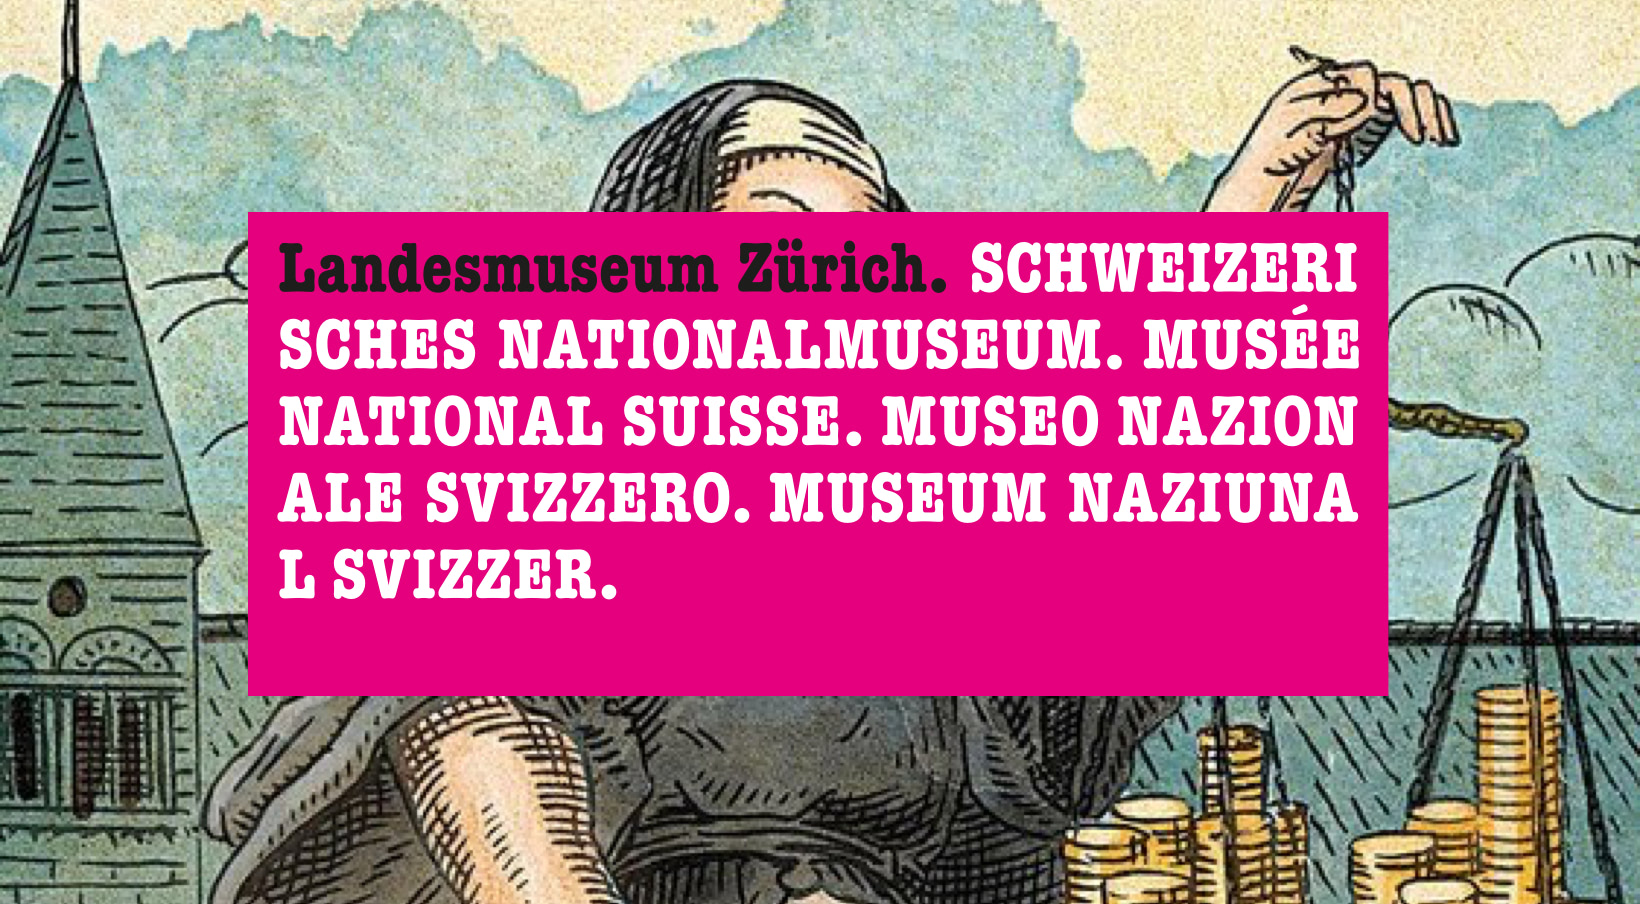 Landesmuseum Zürich. SCHWEIZERI
SCHES NATIONALMUSEUM. MUSÉE
NATIONAL SUISSE. MUSEO NAZION
ALE SVIZZERO. MUSEUM NAZIUNA
L SVIZZER.